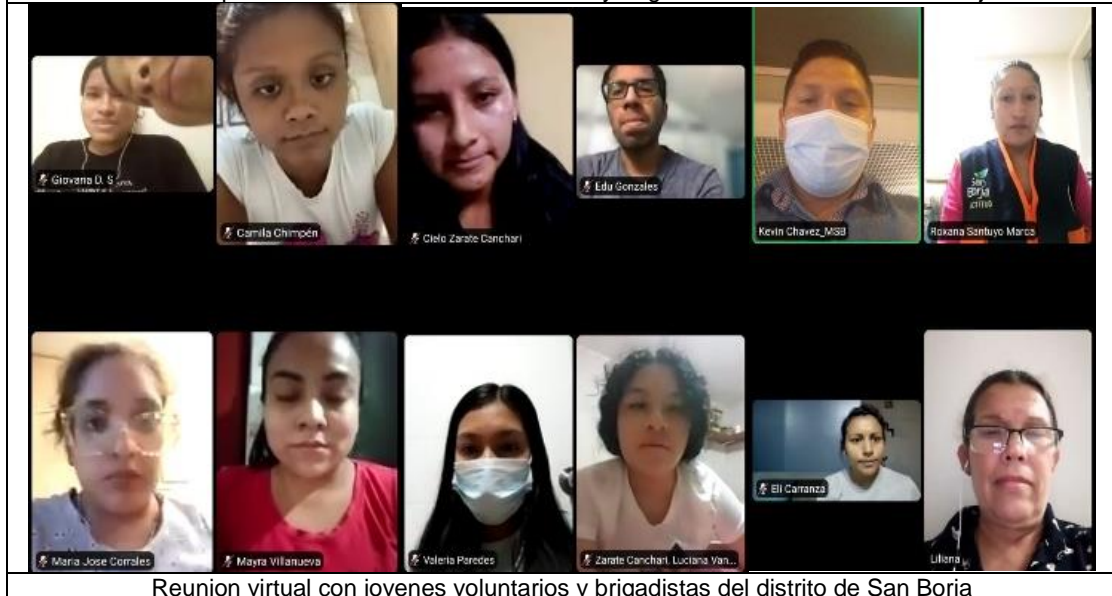 Giovana D. S
Camila Chimpén
Cielo Zarate Canchari
Edu Gonzales
Kevin Chavez_MSB
Roxana Santuyo Marca
San
Borja
Maria Jose Corrales
Mayra Villanueva
Valeria Paredes
Zarate Canchari, Luciana Van...
Eli Carranza
Liliana
Reunion virtual con jovenes voluntarios y brigadistas del distrito de San Borja